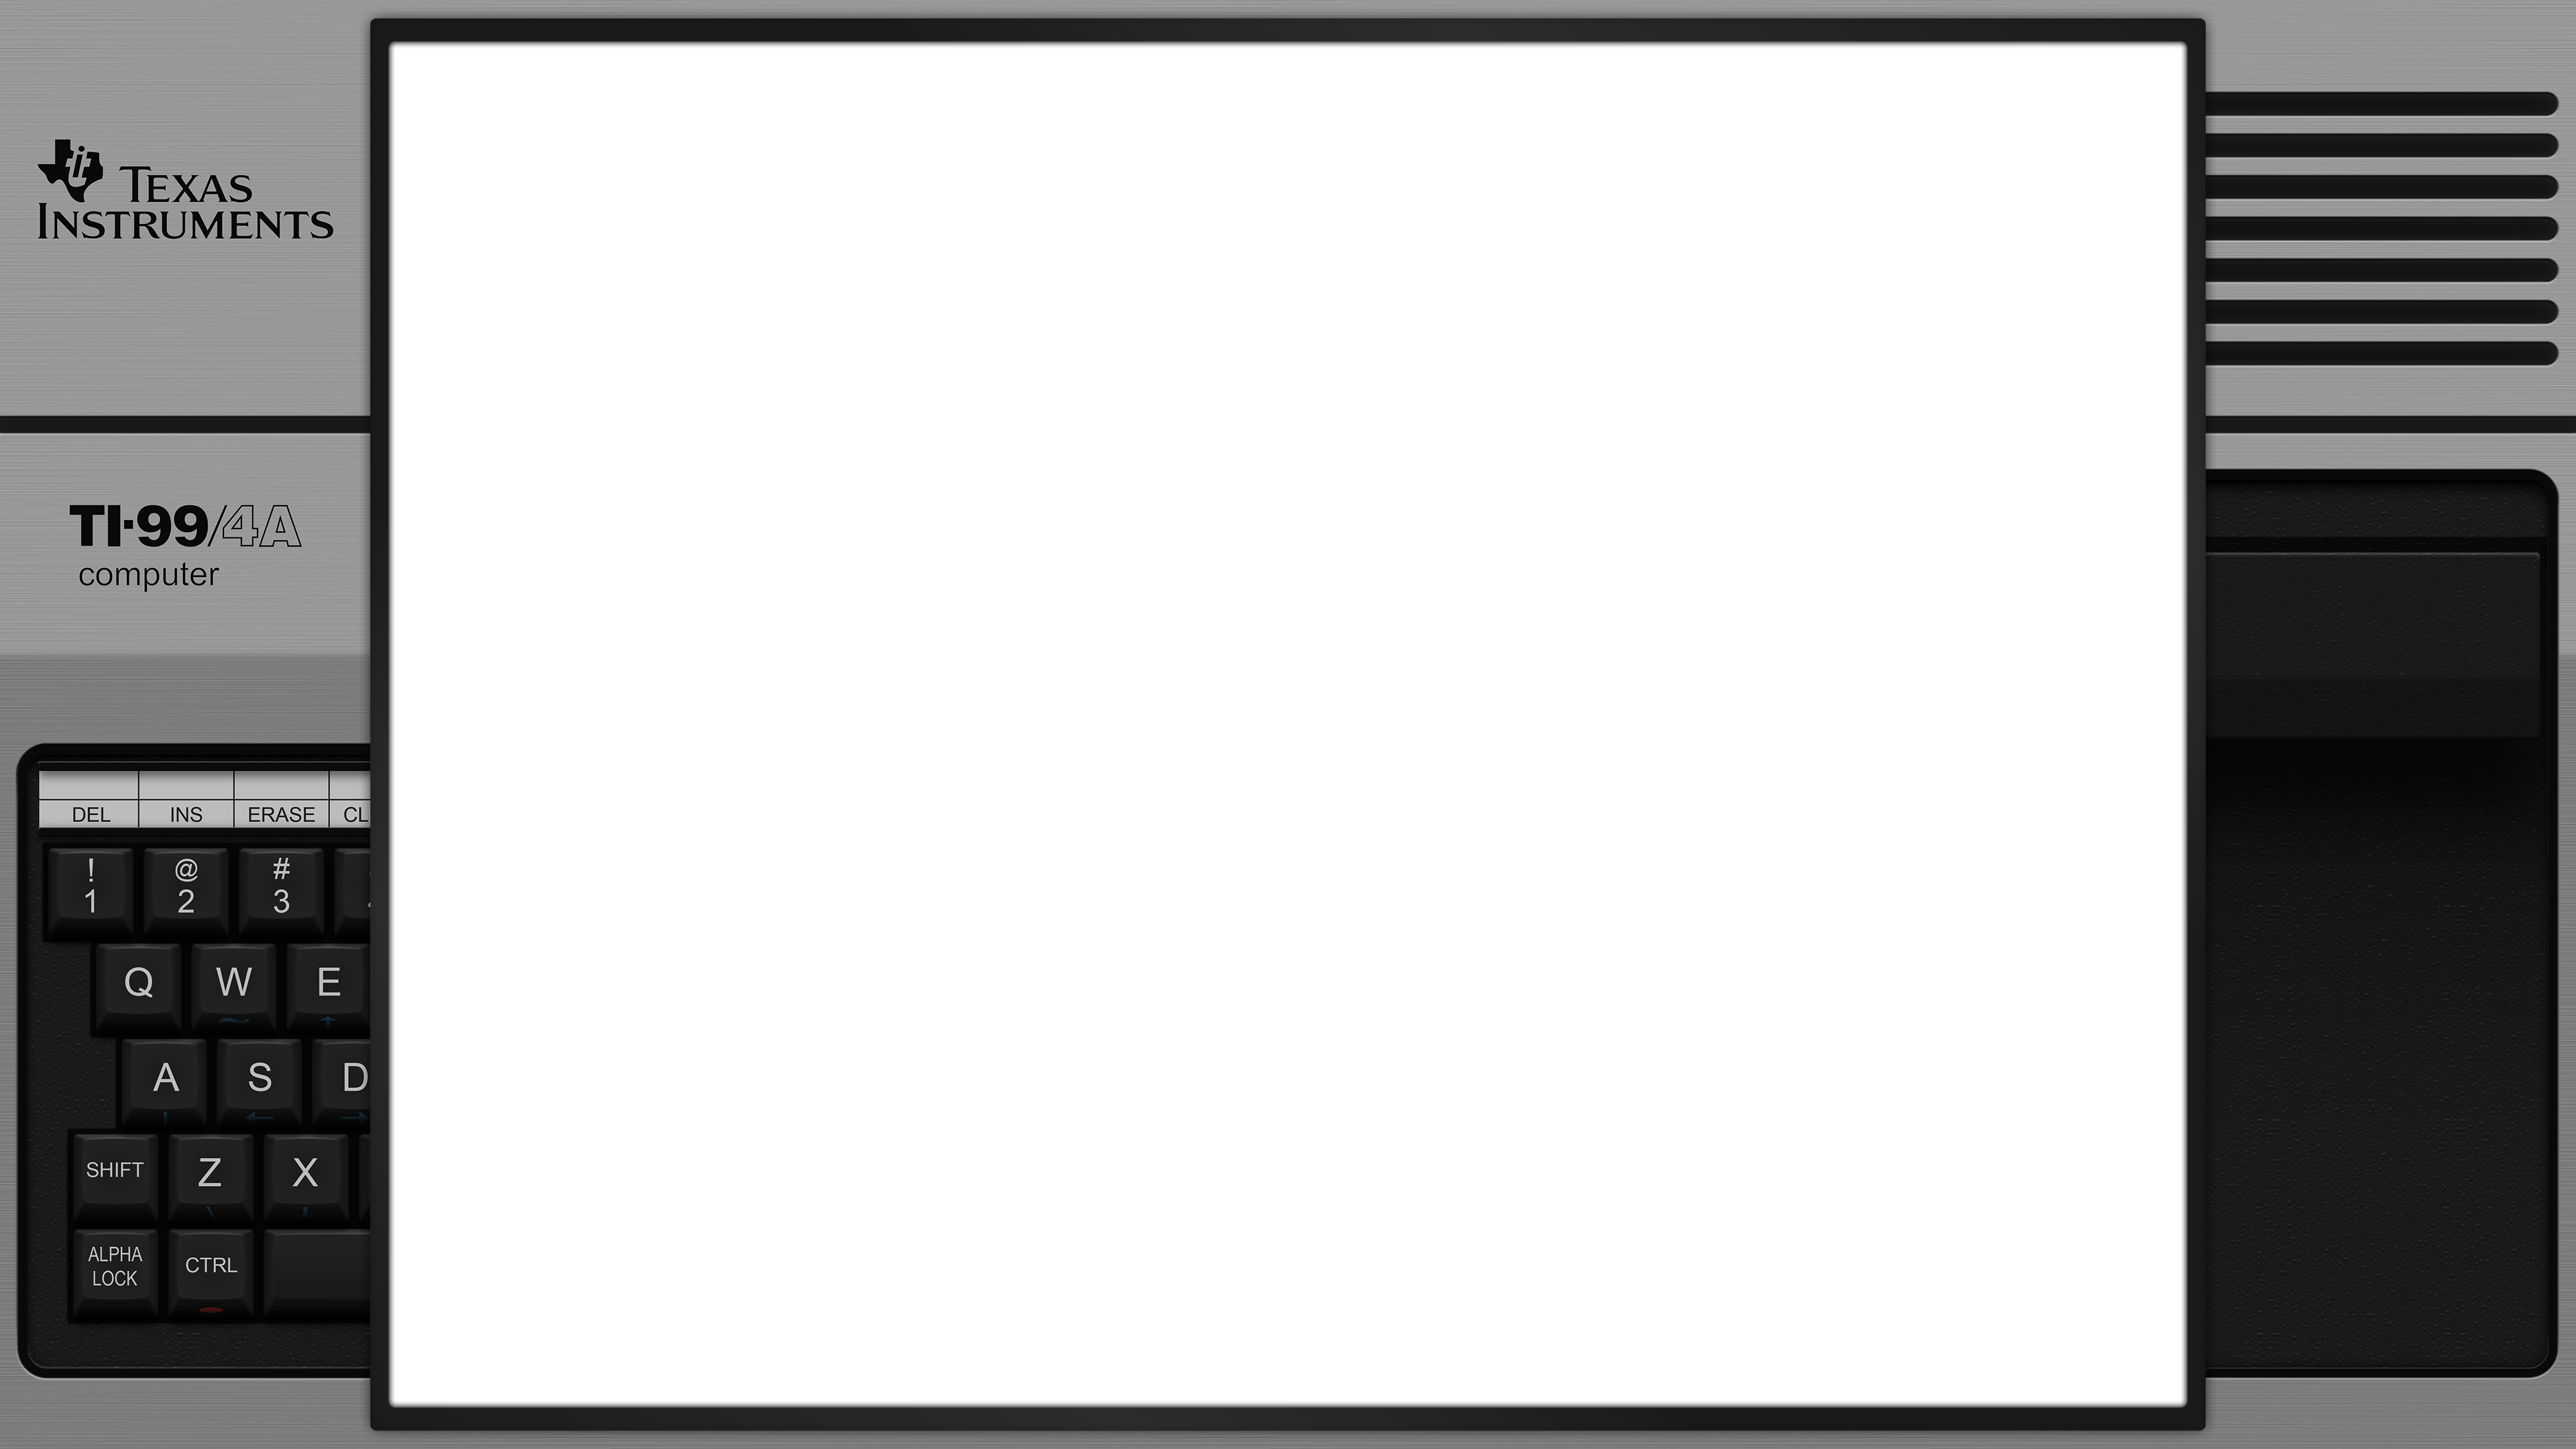 TEXAS
INSTRUMENTS
TI-99/4A
computer
DEL INS ERASE CL
! @ #
1 2 3
Q W E
A S D
SHIFT Z X
ALPHA
LOCK CTRL